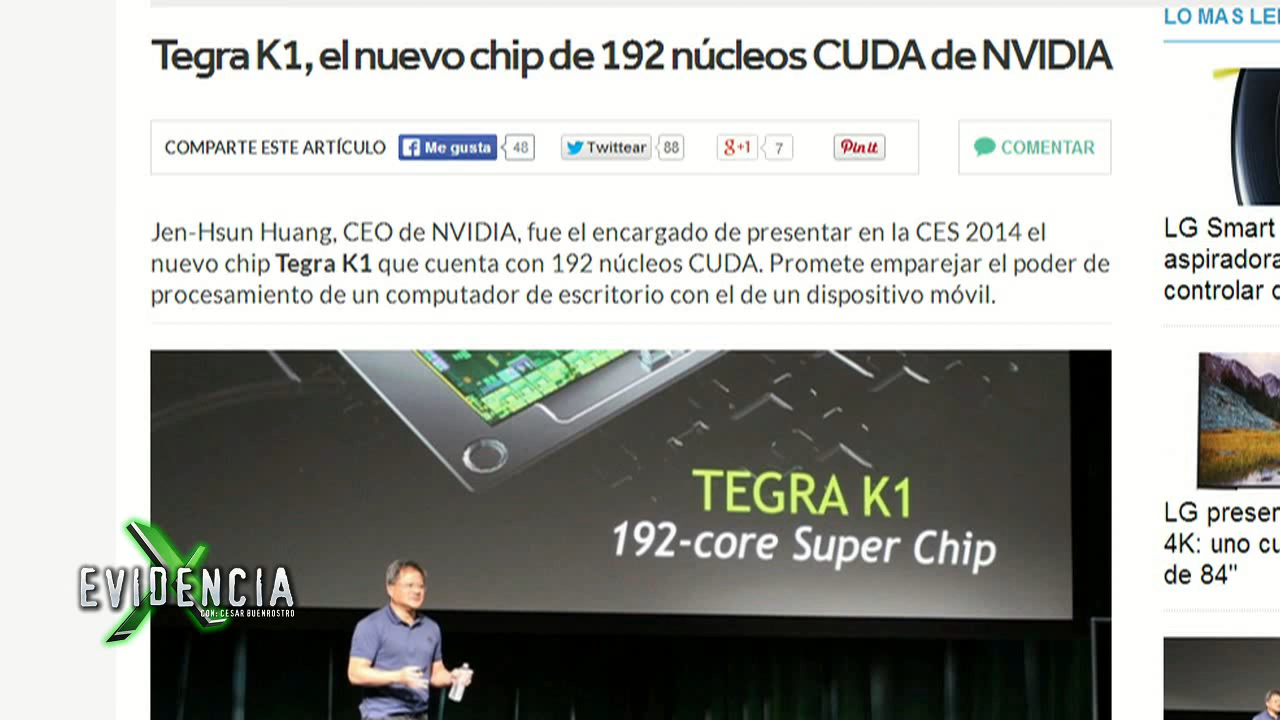 LO MAS LE
Tegra K1, el nuevo chip de 192 núcleos CUDA de NVIDIA
COMPARTE ESTE ARTÍCULO
Me gusta
48
Twittear
88
g+1
7
Pin it
COMENTAR
Jen-Hsun Huang, CEO de NVIDIA, fue el encargado de presentar en la CES 2014 el
nuevo chip Tegra K1 que cuenta con 192 núcleos CUDA. Promete emparejar el poder de
procesamiento de un computador de escritorio con el de un dispositivo móvil.
LG Smart
aspiradora
controlar
TEGRA K1
192-core Super Chip
LG presen
4K: uno cu
de 84"
EVIDENCIA
X
CON: CESAR BUENROSTRO